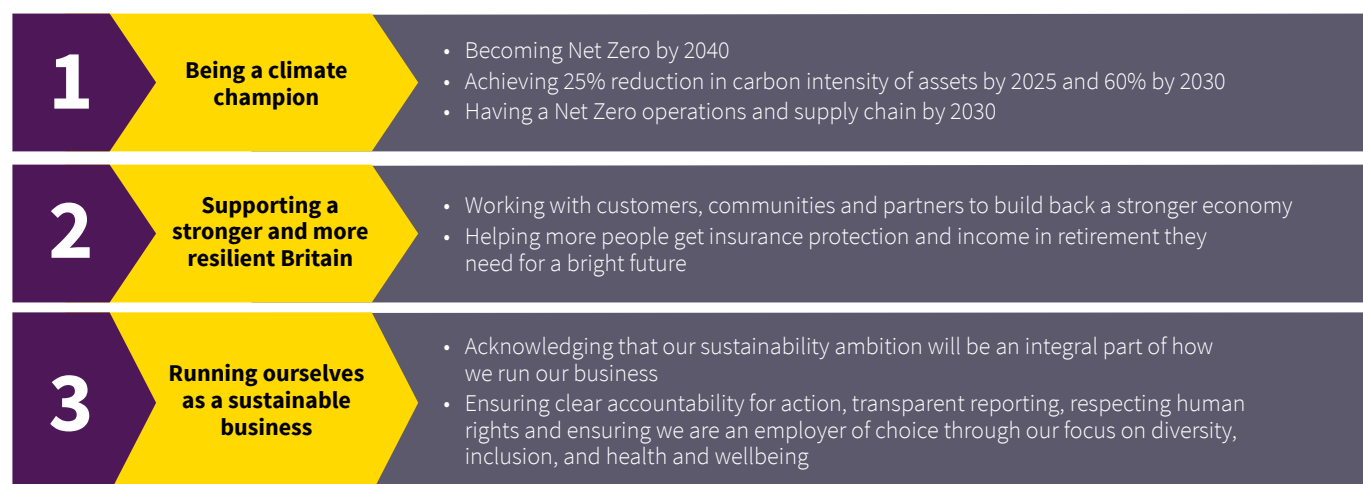 1
Being a climate
champion
• Becoming Net Zero by 2040
• Achieving 25% reduction in carbon intensity of assets by 2025 and 60% by 2030
• Having a Net Zero operations and supply chain by 2030
2
Supporting a
stronger and more
resilient Britain
• Working with customers, communities and partners to build back a stronger economy
• Helping more people get insurance protection and income in retirement they
need for a bright future
3
Running ourselves
as a sustainable
business
• Acknowledging that our sustainability ambition will be an integral part of how
we run our business
• Ensuring clear accountability for action, transparent reporting, respecting human
rights and ensuring we are an employer of choice through our focus on diversity,
inclusion, and health and wellbeing